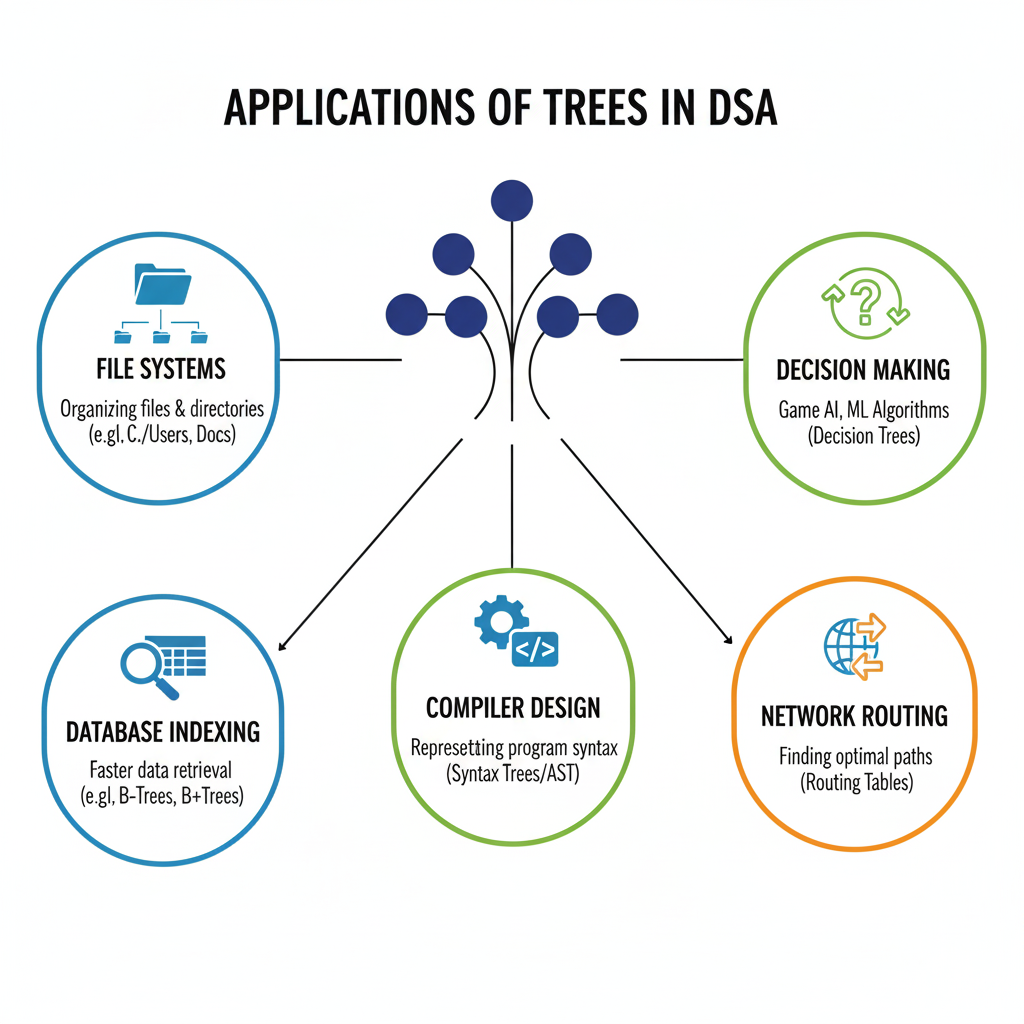 APPLICATIONS OF TREES IN DSA
FILE SYSTEMS
Organizing files & directories
(e.gl, C./Users, Docs)
DECISION MAKING
Game AI, ML Algorithms
(Decision Trees)
DATABASE INDEXING
Faster data retrieval
(e.gl, B-Trees, B+Trees)
</>
COMPILER DESIGN
Represetting program syntax
(Syntax Trees/AST)
NETWORK ROUTING
Finding optimal paths
(Routing Tables)